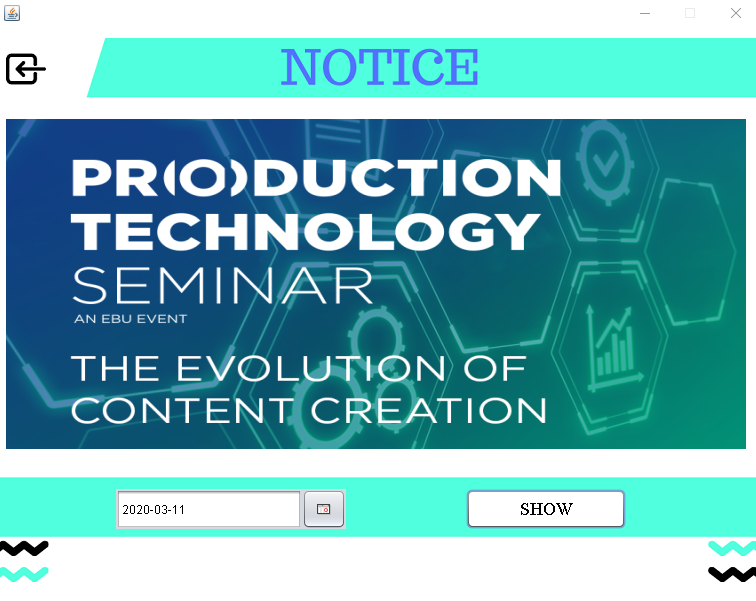 NOTICE
PR(O)DUCTION
TECHNOLOGY
SEMINAR
AN EBU EVENT
THE EVOLUTION OF
CONTENT CREATION
2020-03-11
SHOW